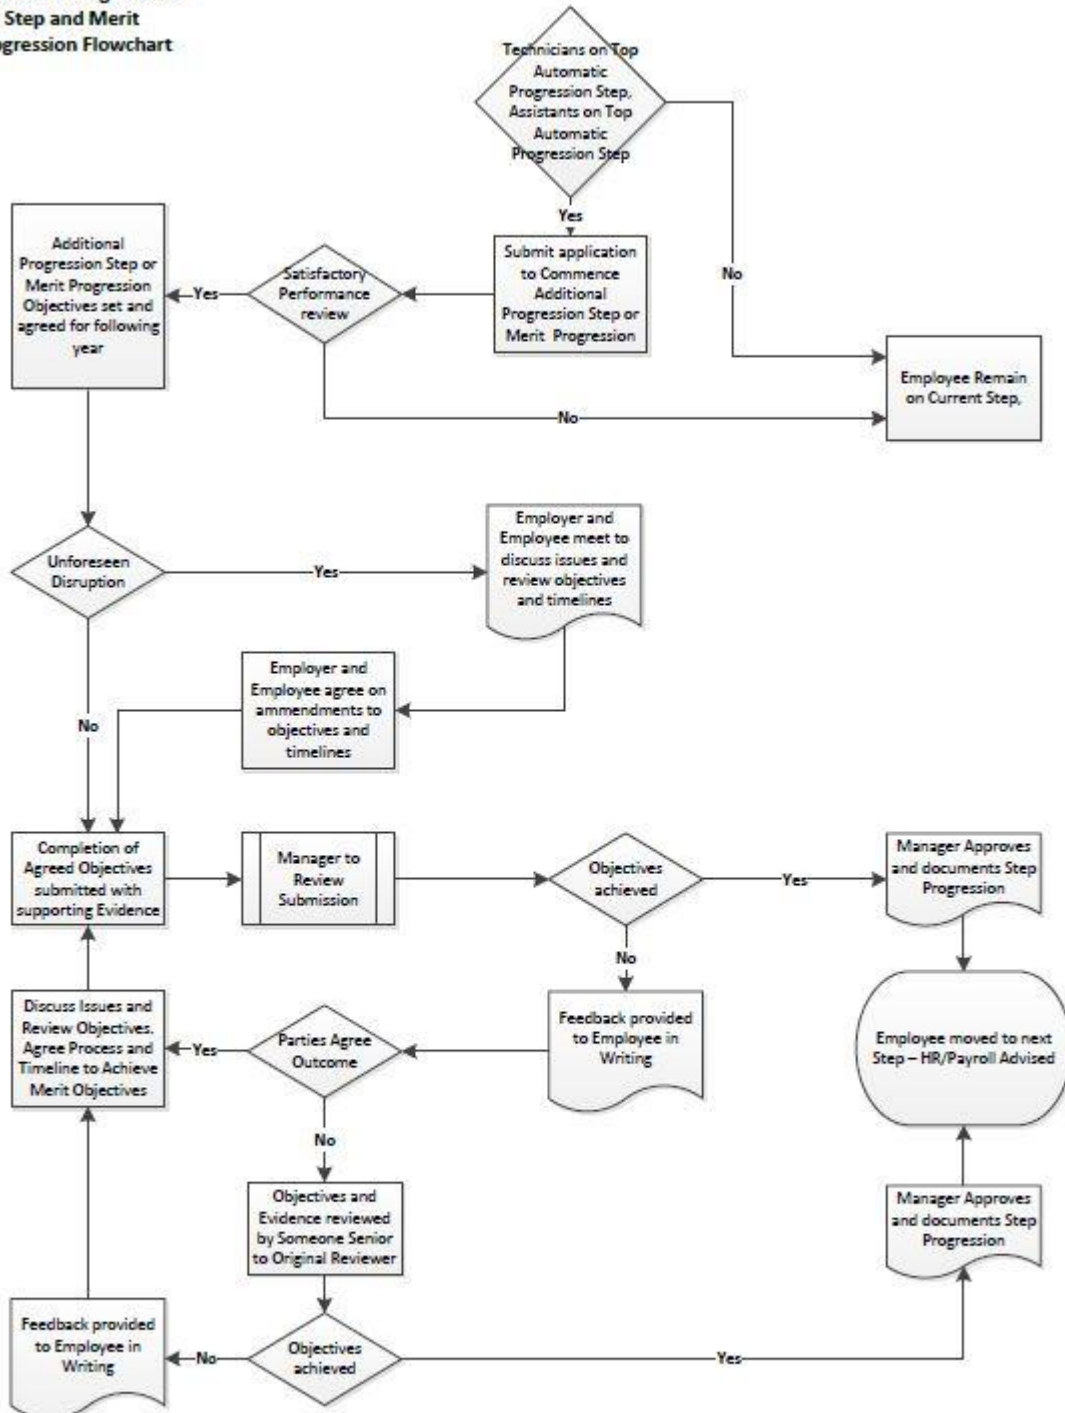 Step and Merit
gression Flowchart
Technicians on Top
Automatic
Progression Step,
Assistants on Top
Automatic
Progression Step
Yes
No
Submit application
to Commence
Additional
Progression Step or
Merit Progression
Satisfactory
Performance
review
Yes
No
Additional
Progression Step or
Merit Progression
Objectives set and
agreed for following
year
Employee Remain
on Current Step,
Unforeseen
Disruption
Yes
No
Employer and
Employee meet to
discuss issues and
review objectives
and timelines
Employer and
Employee agree on
ammendments to
objectives and
timelines
Completion of
Agreed Objectives
submitted with
supporting Evidence
Manager to
Review
Submission
Objectives
achieved
Yes
No
Manager Approves
and documents Step
Progression
Employee moved to next
Step – HR/Payroll Advised
Feedback provided
to Employee in
Writing
Parties Agree
Outcome
Yes
No
Discuss Issues and
Review Objectives.
Agree Process and
Timeline to Achieve
Merit Objectives
Objectives and
Evidence reviewed
by Someone Senior
to Original Reviewer
Objectives
achieved
No
Yes
Feedback provided
to Employee in
Writing
Manager Approves
and documents Step
Progression